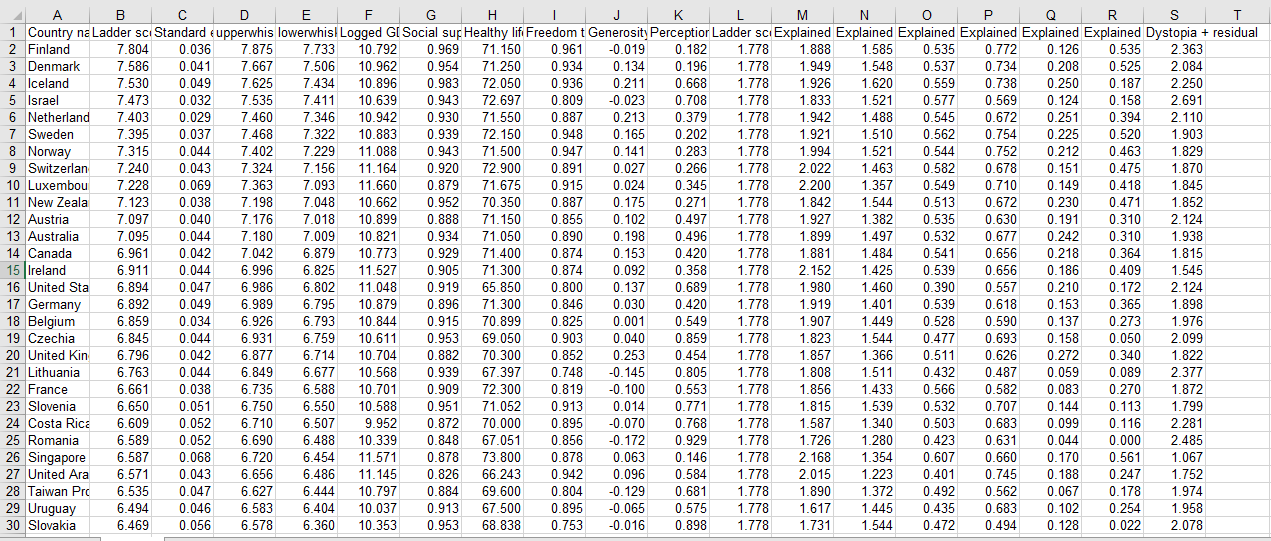 A B C D E F G H I J K L M N O P Q R S T
1 Country na Ladder sco Standard e upperwhis lowerwhisl Logged GI Social sup Healthy lif Freedom t Generosity Perception Ladder sco Explained Explained Explained Explained Explained Explained Dystopia + residual
2 Finland 7.804 0.036 7.875 7.733 10.792 0.969 71.150 0.961 -0.019 0.182 1.778 1.888 1.585 0.535 0.772 0.126 0.535 2.363
3 Denmark 7.586 0.041 7.667 7.506 10.962 0.954 71.250 0.934 0.134 0.196 1.778 1.949 1.548 0.537 0.734 0.208 0.525 2.084
4 Iceland 7.530 0.049 7.625 7.434 10.896 0.983 72.050 0.936 0.211 0.668 1.778 1.926 1.620 0.559 0.738 0.250 0.187 2.250
5 Israel 7.473 0.032 7.535 7.411 10.639 0.943 72.697 0.809 -0.023 0.708 1.778 1.833 1.521 0.577 0.569 0.124 0.158 2.691
6 Netherland 7.403 0.029 7.460 7.346 10.942 0.930 71.550 0.887 0.213 0.379 1.778 1.942 1.488 0.545 0.672 0.251 0.394 2.110
7 Sweden 7.395 0.037 7.468 7.322 10.883 0.939 72.150 0.948 0.165 0.202 1.778 1.921 1.510 0.562 0.754 0.225 0.520 1.903
8 Norway 7.315 0.044 7.402 7.229 11.088 0.943 71.500 0.947 0.141 0.283 1.778 1.994 1.521 0.544 0.752 0.212 0.463 1.829
9 Switzerlan 7.240 0.043 7.324 7.156 11.164 0.920 72.900 0.891 0.027 0.266 1.778 2.022 1.463 0.582 0.678 0.151 0.475 1.870
10 Luxembou 7.228 0.069 7.363 7.093 11.660 0.879 71.675 0.915 0.024 0.345 1.778 2.200 1.357 0.549 0.710 0.149 0.418 1.845
11 New Zeala 7.123 0.038 7.198 7.048 10.662 0.952 70.350 0.887 0.175 0.271 1.778 1.842 1.544 0.513 0.672 0.230 0.471 1.852
12 Austria 7.097 0.040 7.176 7.018 10.899 0.888 71.150 0.855 0.102 0.497 1.778 1.927 1.382 0.535 0.630 0.191 0.310 2.124
13 Australia 7.095 0.044 7.180 7.009 10.821 0.934 71.050 0.890 0.198 0.496 1.778 1.899 1.497 0.532 0.677 0.242 0.310 1.938
14 Canada 6.961 0.042 7.042 6.879 10.773 0.929 71.400 0.874 0.153 0.420 1.778 1.881 1.484 0.541 0.656 0.218 0.364 1.815
15 Ireland 6.911 0.044 6.996 6.825 11.527 0.905 71.300 0.874 0.092 0.358 1.778 2.152 1.425 0.539 0.656 0.186 0.409 1.545
16 United Sta 6.894 0.047 6.986 6.802 11.048 0.919 65.850 0.800 0.137 0.689 1.778 1.980 1.460 0.390 0.557 0.210 0.172 2.124
17 Germany 6.892 0.049 6.989 6.795 10.879 0.896 71.300 0.846 0.030 0.420 1.778 1.919 1.401 0.539 0.618 0.153 0.365 1.898
18 Belgium 6.859 0.034 6.926 6.793 10.844 0.915 70.899 0.825 0.001 0.549 1.778 1.907 1.449 0.528 0.590 0.137 0.273 1.976
19 Czechia 6.845 0.044 6.931 6.759 10.611 0.953 69.050 0.903 0.040 0.859 1.778 1.823 1.544 0.477 0.693 0.158 0.050 2.099
20 United Kin 6.796 0.042 6.877 6.714 10.704 0.882 70.300 0.852 0.253 0.454 1.778 1.857 1.366 0.511 0.626 0.272 0.340 1.822
21 Lithuania 6.763 0.044 6.849 6.677 10.568 0.939 67.397 0.748 -0.145 0.805 1.778 1.808 1.511 0.432 0.487 0.059 0.089 2.377
22 France 6.661 0.038 6.735 6.588 10.701 0.909 72.300 0.819 -0.100 0.553 1.778 1.856 1.433 0.566 0.582 0.083 0.270 1.872
23 Slovenia 6.650 0.051 6.750 6.550 10.588 0.951 71.052 0.913 0.014 0.771 1.778 1.815 1.539 0.532 0.707 0.144 0.113 1.799
24 Costa Rica 6.609 0.052 6.710 6.507 9.952 0.872 70.000 0.895 -0.070 0.768 1.778 1.587 1.340 0.503 0.683 0.099 0.116 2.281
25 Romania 6.589 0.052 6.690 6.488 10.339 0.848 67.051 0.856 -0.172 0.929 1.778 1.726 1.280 0.423 0.631 0.044 0.000 2.485
26 Singapore 6.587 0.068 6.720 6.454 11.571 0.878 73.800 0.878 0.063 0.146 1.778 2.168 1.354 0.607 0.660 0.170 0.561 1.067
27 United Ara 6.571 0.043 6.656 6.486 11.145 0.826 66.243 0.942 0.096 0.584 1.778 2.015 1.223 0.401 0.745 0.188 0.247 1.752
28 Taiwan Pro 6.535 0.047 6.627 6.444 10.797 0.884 69.600 0.804 -0.129 0.681 1.778 1.890 1.372 0.492 0.562 0.067 0.178 1.974
29 Uruguay 6.494 0.046 6.583 6.404 10.037 0.913 67.500 0.895 -0.065 0.575 1.778 1.617 1.445 0.435 0.683 0.102 0.254 1.958
30 Slovakia 6.469 0.056 6.578 6.360 10.353 0.953 68.838 0.753 -0.016 0.898 1.778 1.731 1.544 0.472 0.494 0.128 0.022 2.078